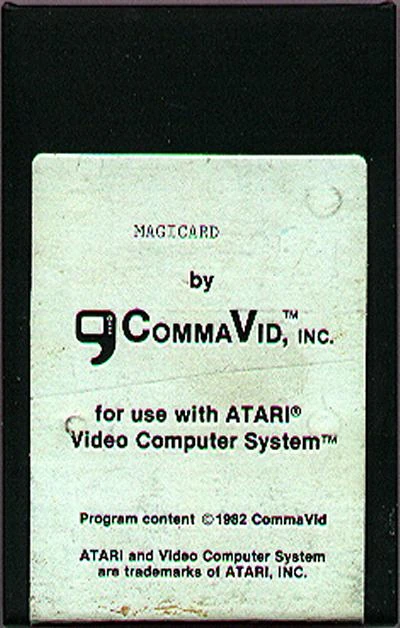 MAGICARD
by
COMMAVID,™ INC.
for use with ATARI®
Video Computer System™
Program content ©1982 CommaVid
ATARI and Video Computer System
are trademarks of ATARI, INC.